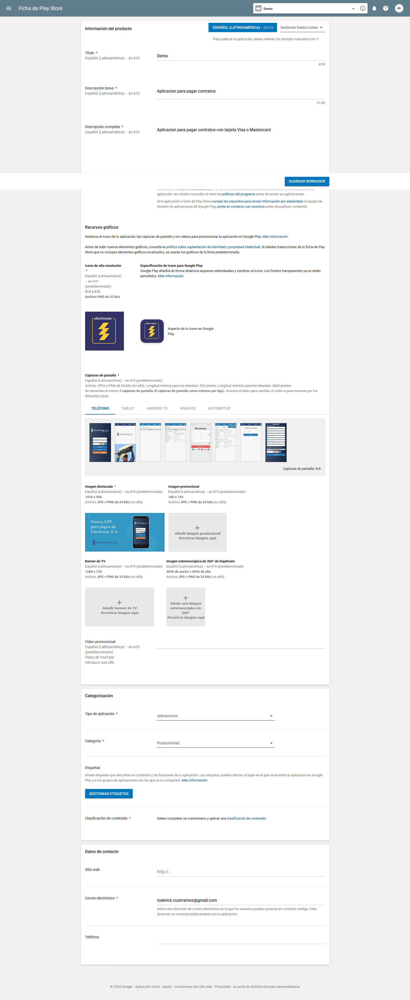 Ficha de Play Store
Demo
Información del producto
ESPAÑOL (LATINOAMÉRICA) – ES-419
Gestionar traducciones
Para publicar la aplicación, debes rellenar los campos marcados con *.
Título *
Español (Latinoamérica) – es-419
Demo
4/50
Descripción breve *
Español (Latinoamérica) – es-419
Aplicacion para pagar contratos
31/80
Descripción completa *
Español (Latinoamérica) – es-419
Aplicacion para pagar contratos con tarjeta Visa o Mastercard
GUARDAR BORRADOR
aplicación. No olvides consultar el resto de políticas del programa antes de enviar tus aplicaciones.
Si tu aplicación o ficha de Play Store cumple los requisitos para enviar información por adelantado al equipo de
revisión de aplicaciones de Google Play, ponte en contacto con nosotros antes de publicar contenido.
Recursos gráficos
Gestiona el icono de tu aplicación, las capturas de pantalla y los vídeos para promocionar tu aplicación en Google Play. Más información
Antes de subir nuevos elementos gráficos, consulta la política sobre suplantación de identidad y propiedad intelectual. Si añades traducciones de tu ficha de Play
Store que no incluyan elementos gráficos localizados, se usarán los gráficos de la ficha predeterminada.
Icono de alta resolución
*
Español (Latinoamérica)
– es-419
(predeterminado)
512 x 512
Archivo PNG de 32 bits
Especificación de icono para Google Play
Google Play añadirá de forma dinámica esquinas redondeadas y sombras al icono. Los fondos transparentes ya no están
permitidos. Más información
electrosur
electrosur
Aspecto de tu icono en Google
Play
Capturas de pantalla *
Español (Latinoamérica) – es-419 (predeterminado)
Archivo JPEG o PNG de 24 bits (no alfa). Longitud mínima para los laterales: 320 píxeles. Longitud máxima para los laterales: 3840 píxeles
Se necesitan al menos 2 capturas de pantalla (8 capturas de pantalla como máximo por tipo). Arrastra el dedo para cambiar el orden o para moverte por los
diferentes tipos.
TELÉFONO
TABLET
ANDROID TV
WEAR OS
AUTOMOTIVE
electrosur s.a.
electrosur s.a.
Electrosur
Cambio de contraseña
Registrarse
Capturas de pantalla: 8/8
Imagen destacada *
Español (Latinoamérica) – es-419 (predeterminado)
1024 x 500
Archivo JPG o PNG de 24 bits (no alfa)
Imagen promocional
Español (Latinoamérica) – es-419 (predeterminado)
180 x 120
Archivo JPG o PNG de 24 bits (no alfa)
Nueva APP
para pagos de
Electrosur S.A.
electrosur s.a.
electrosur s.a.
+
Añadir imagen promocional
Arrastrar imagen aquí
Banner de TV
Español (Latinoamérica) – es-419 (predeterminado)
1280 x 720
Archivo JPG o PNG de 24 bits (no alfa)
Imagen estereoscópica de 360° de Daydream
Español (Latinoamérica) – es-419 (predeterminado)
4096 de ancho x 4096 de alto
Archivo JPG o PNG de 24 bits (no alfa)
+
Añadir banner de TV
Arrastrar imagen aquí
+
Añade una imagen
estereoscópica de
360°
Arrastrar imagen aquí
Vídeo promocional
Español (Latinoamérica) – es-419
(predeterminado)
Vídeo de YouTube
Introduce una URL
Categorización
Tipo de aplicación *
Aplicaciones
Categoría *
Productividad
Etiquetas
Añade etiquetas que describan el contenido y las funciones de tu aplicación. Las etiquetas pueden afectar al lugar en el que se muestra tu aplicación en Google
Play y a los grupos de aplicaciones con los que se te comparará. Más información
GESTIONAR ETIQUETAS
Clasificación de contenido *
Debes completar un cuestionario y aplicar una clasificación de contenido.
Datos de contacto
Sitio web
http://...
Correo electrónico *
roderick.cusirramos@gmail.com
Indica una dirección de correo electrónico en la que los usuarios puedan ponerse en contacto contigo. Esta
dirección se mostrará públicamente con tu aplicación.
Teléfono
© 2020 Google · Aplicación móvil · Ayuda · Condiciones del sitio web · Privacidad · Acuerdo de distribución para desarrolladores